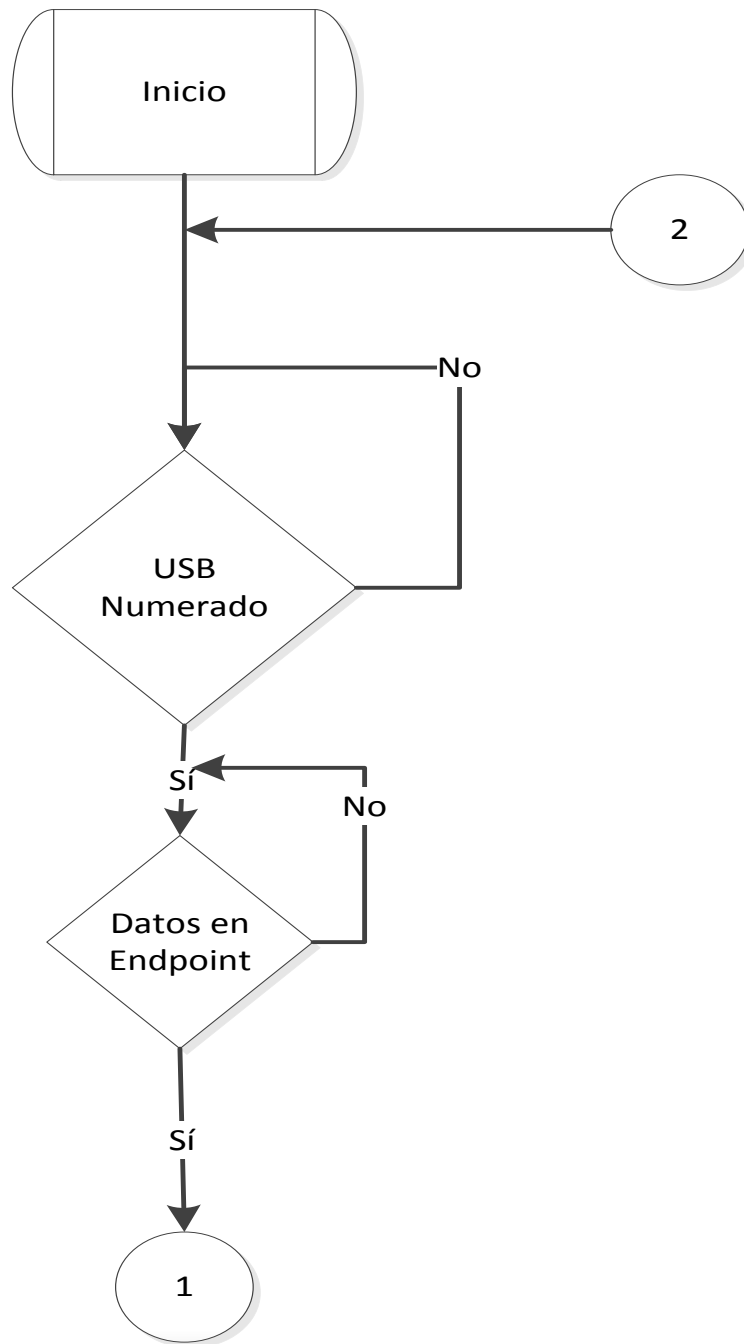 Inicio
2
No
USB
Numerado
Sí
No
Datos en
Endpoint
Sí
1